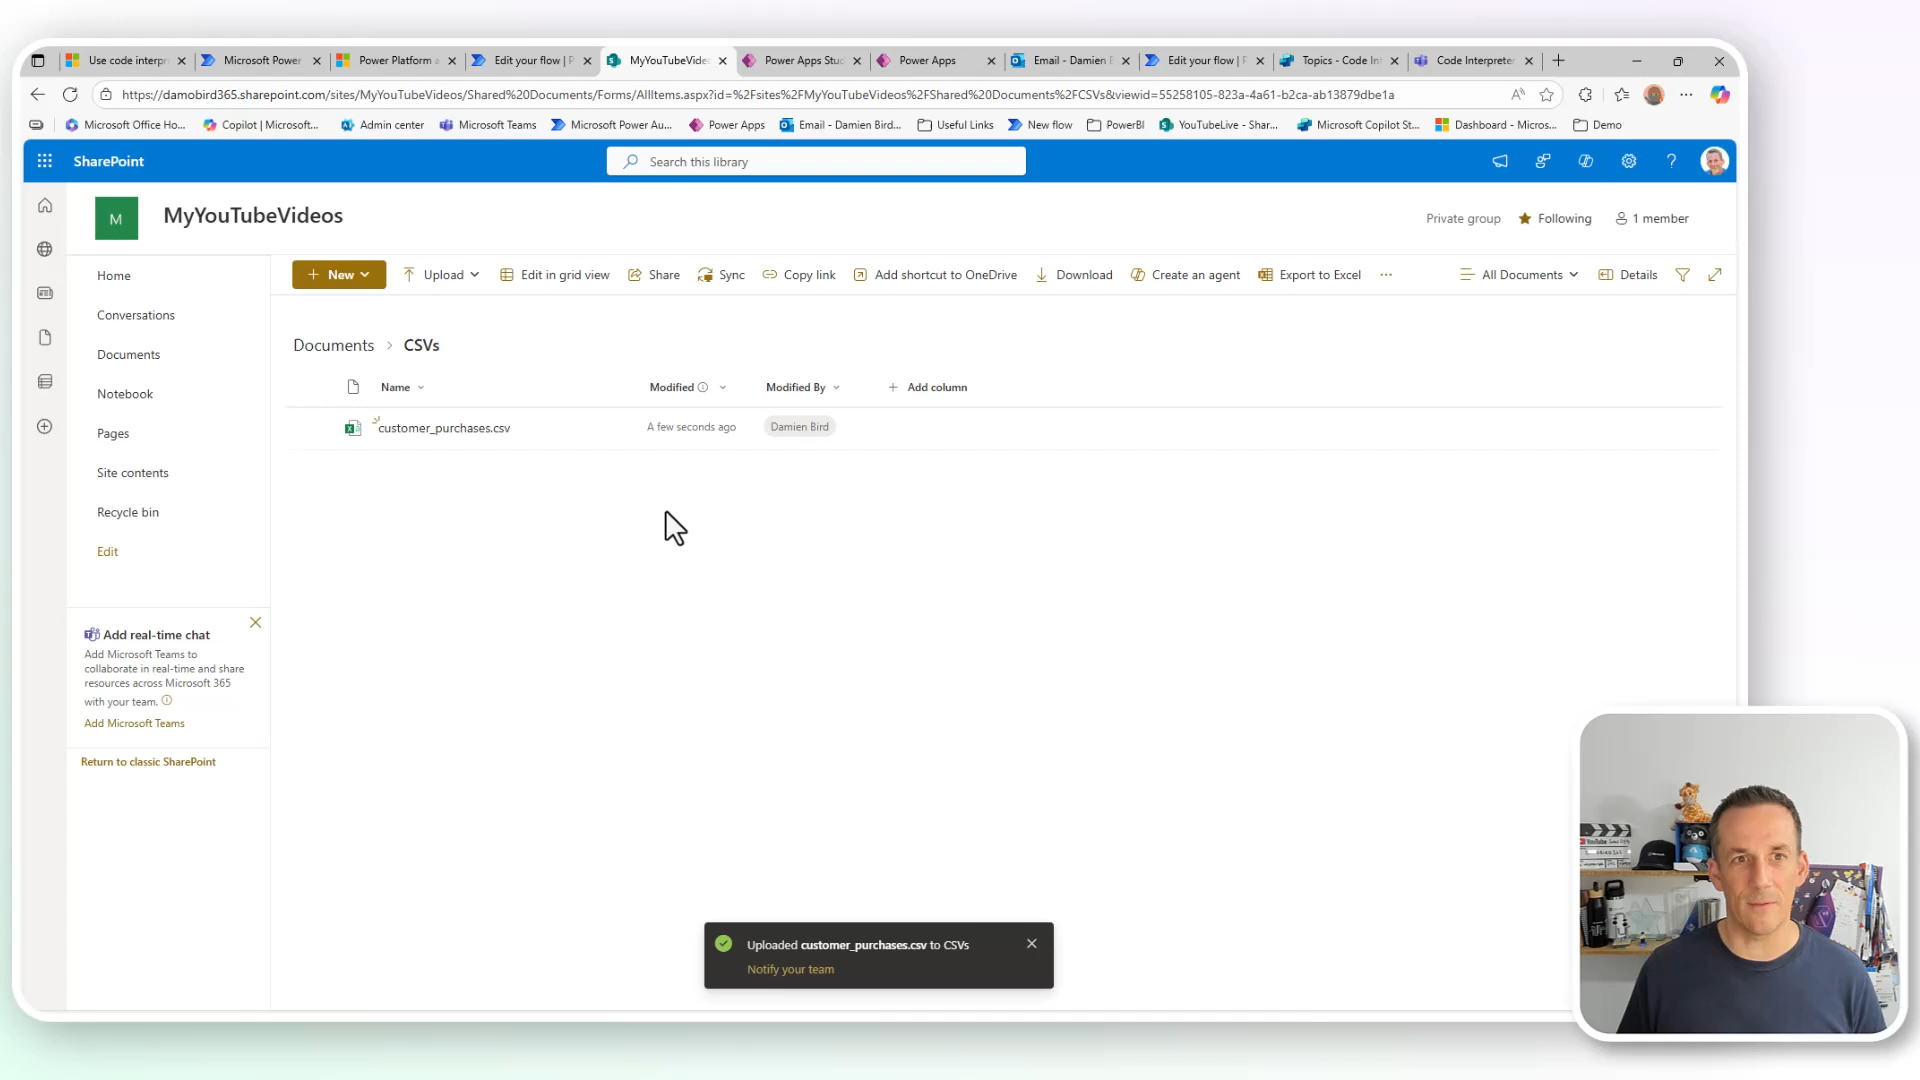 Use code interpr
Microsoft Power
Power Platform a
Edit your flow | P
MyYouTubeVide
Power Apps Stu
Power Apps
Email - Damien B
Edit your flow | P
Topics - Code Int
Code Interpreter
https://damobird365.sharepoint.com/sites/MyYouTubeVideos/Shared%20Documents/Forms/AllItems.aspx?id=%2Fsites%2FMyYouTubeVideos%2FShared%20Documents%2FCSVs&viewid=55258105-823a-4a61-b2ca-ab13879dbe1a
Microsoft Office Ho...
Copilot | Microsoft...
Admin center
Microsoft Teams
Microsoft Power Au...
Power Apps
Email - Damien Bird...
Useful Links
New flow
PowerBI
YouTubeLive - Shar...
Microsoft Copilot St...
Dashboard - Micros...
Demo
SharePoint
Search this library
M
MyYouTubeVideos
Private group
Following
1 member
Home
Conversations
Documents
Notebook
Pages
Site contents
Recycle bin
Edit
New
Upload
Edit in grid view
Share
Sync
Copy link
Add shortcut to OneDrive
Download
Create an agent
Export to Excel
All Documents
Details
Documents > CSVs
Name
Modified
Modified By
Add column
customer_purchases.csv
A few seconds ago
Damien Bird
Add real-time chat
Add Microsoft Teams to
collaborate in real-time and share
resources across Microsoft 365
with your team.
Add Microsoft Teams
Return to classic SharePoint
Uploaded customer_purchases.csv to CSVs
Notify your team